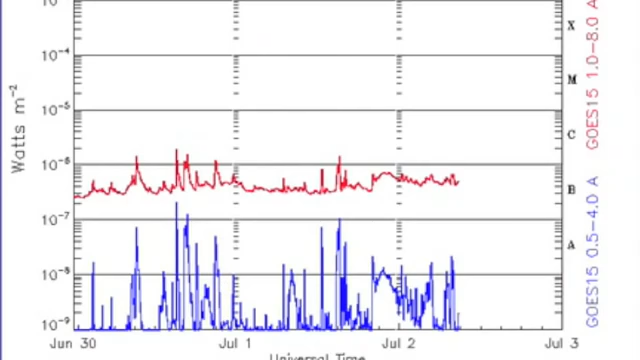 10⁻⁴
10⁻⁵
10⁻⁶
10⁻⁷
10⁻⁸
10⁻⁹
Watts m⁻²
X
M
C
B
A
GOES15 1.0–8.0 A
GOES15 0.5–4.0 A
Jun 30
Jul 1
Jul 2
Jul 3
Universal Time